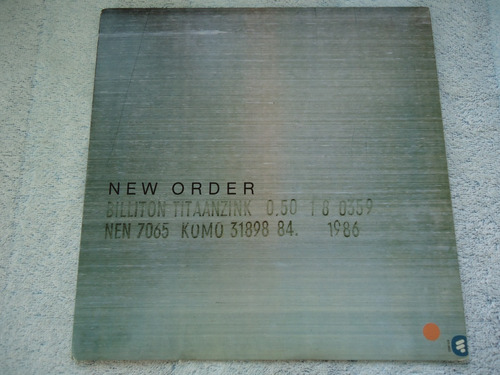 NEW ORDER
BILLITON TITAANZINK 0.50 I 8 0359
NEN 7065 KOMO 31898 84. 1986